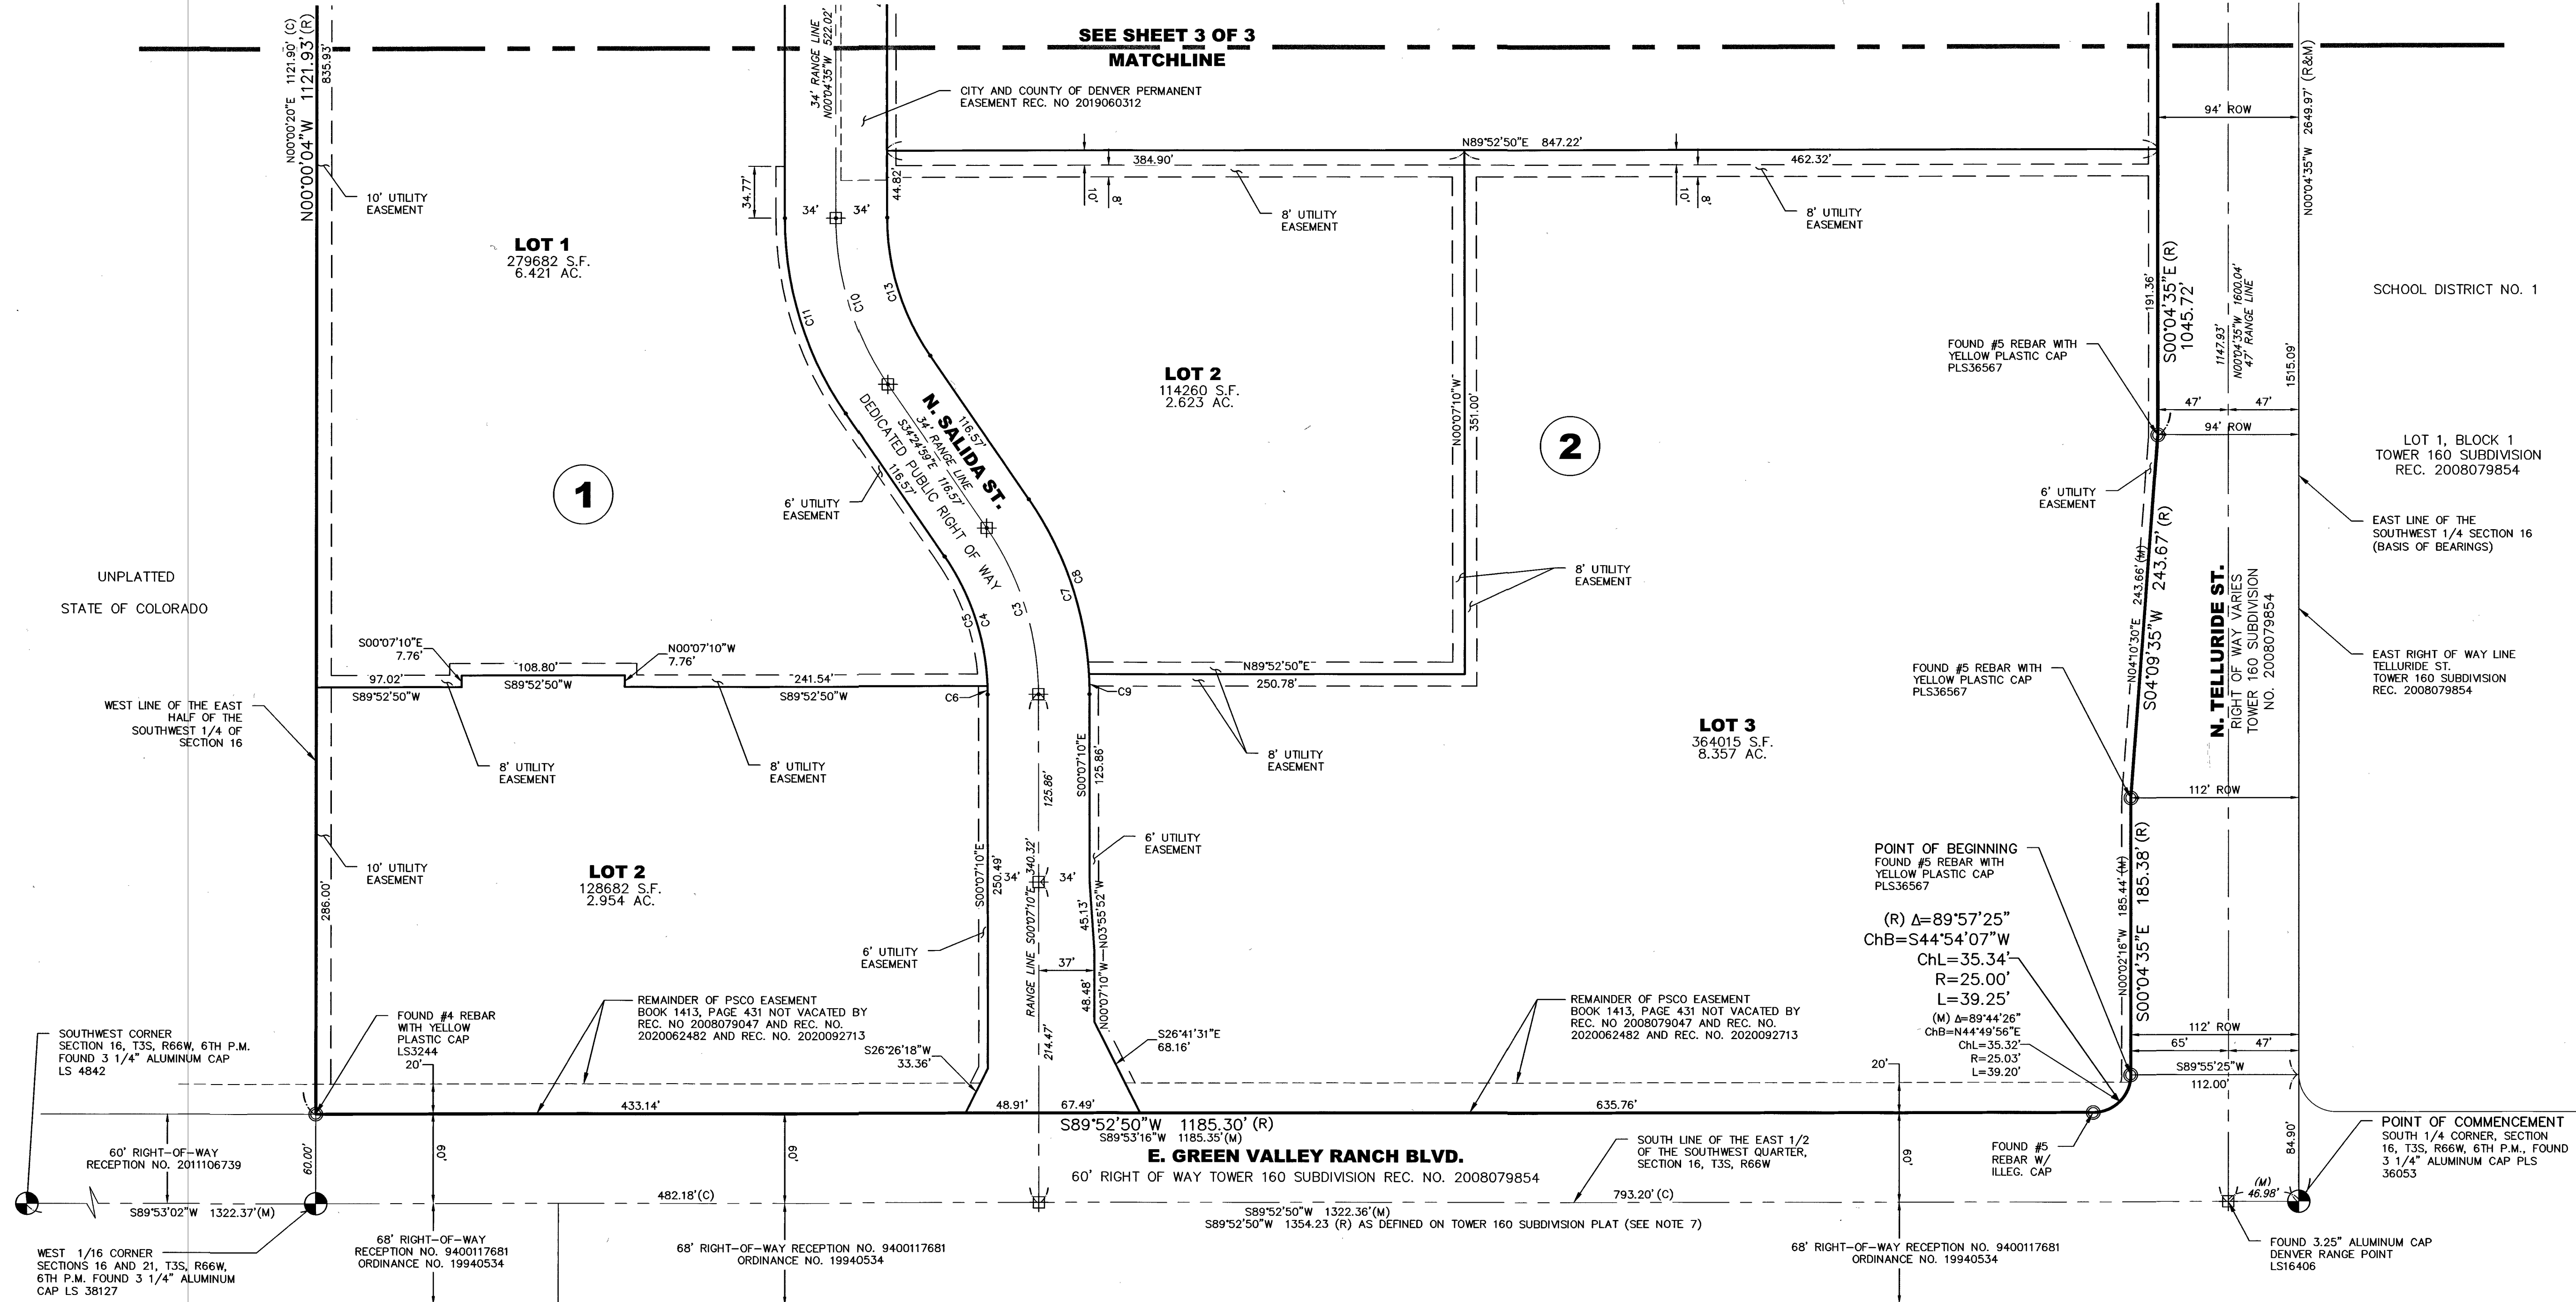 SEE SHEET 3 OF 3
MATCHLINE
N00°00'20"E 1121.90' (C)
N00°00'04"W 1121.93' (R)
835.93'
10' UTILITY
EASEMENT
LOT 1
279682 S.F.
6.421 AC.
1
34' RANGE LINE
N00°04'35"W 522.02'
CITY AND COUNTY OF DENVER PERMANENT
EASEMENT REC. NO 2019060312
34.77'
34'
34'
44.82'
C11
C10
C13
N89°52'50"E 847.22'
384.90'
462.32'
10'
8'
10'
8'
8' UTILITY
EASEMENT
8' UTILITY
EASEMENT
LOT 2
114260 S.F.
2.623 AC.
N00°07'10"W
351.00'
2
N. SALIDA ST.
116.57'
34' RANGE LINE
S34°24'59"E 116.57'
DEDICATED PUBLIC RIGHT OF WAY
116.57'
6' UTILITY
EASEMENT
C5
C4
C3
C7
C8
8' UTILITY
EASEMENT
94' ROW
N00°04'35"W 2649.97' (R&M)
SCHOOL DISTRICT NO. 1
191.36'
S00°04'35"E (R)
1045.72'
1147.93'
N00°04'35"W 1600.04'
47' RANGE LINE
1515.09'
FOUND #5 REBAR WITH
YELLOW PLASTIC CAP
PLS36567
47'
47'
94' ROW
LOT 1, BLOCK 1
TOWER 160 SUBDIVISION
REC. 2008079854
6' UTILITY
EASEMENT
EAST LINE OF THE
SOUTHWEST 1/4 SECTION 16
(BASIS OF BEARINGS)
N04°10'30"E 243.66' (M)
S04°09'35"W 243.67' (R)
N. TELLURIDE ST.
RIGHT OF WAY VARIES
TOWER 160 SUBDIVISION
NO. 2008079854
EAST RIGHT OF WAY LINE
TELLURIDE ST.
TOWER 160 SUBDIVISION
REC. 2008079854
UNPLATTED
STATE OF COLORADO
WEST LINE OF THE EAST
HALF OF THE
SOUTHWEST 1/4 OF
SECTION 16
S00°07'10"E
7.76'
N00°07'10"W
7.76'
97.02'
S89°52'50"W
108.80'
S89°52'50"W
241.54'
S89°52'50"W
C6
C9
N89°52'50"E
250.78'
8' UTILITY
EASEMENT
8' UTILITY
EASEMENT
8' UTILITY
EASEMENT
FOUND #5 REBAR WITH
YELLOW PLASTIC CAP
PLS36567
LOT 3
364015 S.F.
8.357 AC.
112' ROW
10' UTILITY
EASEMENT
286.00'
LOT 2
128682 S.F.
2.954 AC.
S00°07'10"E
250.49'
34'
34'
6' UTILITY
EASEMENT
RANGE LINE S00°07'10"E 340.32'
125.86'
S00°07'10"E
125.86'
6' UTILITY
EASEMENT
45.13'
N03°55'52"W
37'
48.48'
N00°07'10"W
214.47'
S26°41'31"E
68.16'
S26°26'18"W
33.36'
POINT OF BEGINNING
FOUND #5 REBAR WITH
YELLOW PLASTIC CAP
PLS36567
(R) Δ=89°57'25"
ChB=S44°54'07"W
ChL=35.34'
R=25.00'
L=39.25'
(M) Δ=89°44'26"
ChB=N44°49'56"E
ChL=35.32'
R=25.03'
L=39.20'
N00°02'16"W 185.44' (M)
S00°04'35"E 185.38' (R)
112' ROW
65'
47'
S89°55'25"W
112.00'
SOUTHWEST CORNER
SECTION 16, T3S, R66W, 6TH P.M.
FOUND 3 1/4" ALUMINUM CAP
LS 4842
FOUND #4 REBAR
WITH YELLOW
PLASTIC CAP
LS3244
20'
REMAINDER OF PSCO EASEMENT
BOOK 1413, PAGE 431 NOT VACATED BY
REC. NO 2008079047 AND REC. NO.
2020062482 AND REC. NO. 2020092713
REMAINDER OF PSCO EASEMENT
BOOK 1413, PAGE 431 NOT VACATED BY
REC. NO 2008079047 AND REC. NO.
2020062482 AND REC. NO. 2020092713
20'
433.14'
48.91'
67.49'
635.76'
S89°52'50"W 1185.30' (R)
S89°53'16"W 1185.35'(M)
E. GREEN VALLEY RANCH BLVD.
60' RIGHT OF WAY TOWER 160 SUBDIVISION REC. NO. 2008079854
60' RIGHT-OF-WAY
RECEPTION NO. 2011106739
60.00'
60'
60'
60'
SOUTH LINE OF THE EAST 1/2
OF THE SOUTHWEST QUARTER,
SECTION 16, T3S, R66W
FOUND #5
REBAR W/
ILLEG. CAP
84.90'
POINT OF COMMENCEMENT
SOUTH 1/4 CORNER, SECTION
16, T3S, R66W, 6TH P.M., FOUND
3 1/4" ALUMINUM CAP PLS
36053
(M)
46.98'
482.18'(C)
793.20' (C)
S89°53'02"W 1322.37'(M)
S89°52'50"W 1322.36'(M)
S89°52'50"W 1354.23 (R) AS DEFINED ON TOWER 160 SUBDIVISION PLAT (SEE NOTE 7)
WEST 1/16 CORNER
SECTIONS 16 AND 21, T3S, R66W,
6TH P.M. FOUND 3 1/4" ALUMINUM
CAP LS 38127
68' RIGHT-OF-WAY
RECEPTION NO. 9400117681
ORDINANCE NO. 19940534
68' RIGHT-OF-WAY RECEPTION NO. 9400117681
ORDINANCE NO. 19940534
68' RIGHT-OF-WAY RECEPTION NO. 9400117681
ORDINANCE NO. 19940534
FOUND 3.25" ALUMINUM CAP
DENVER RANGE POINT
LS16406